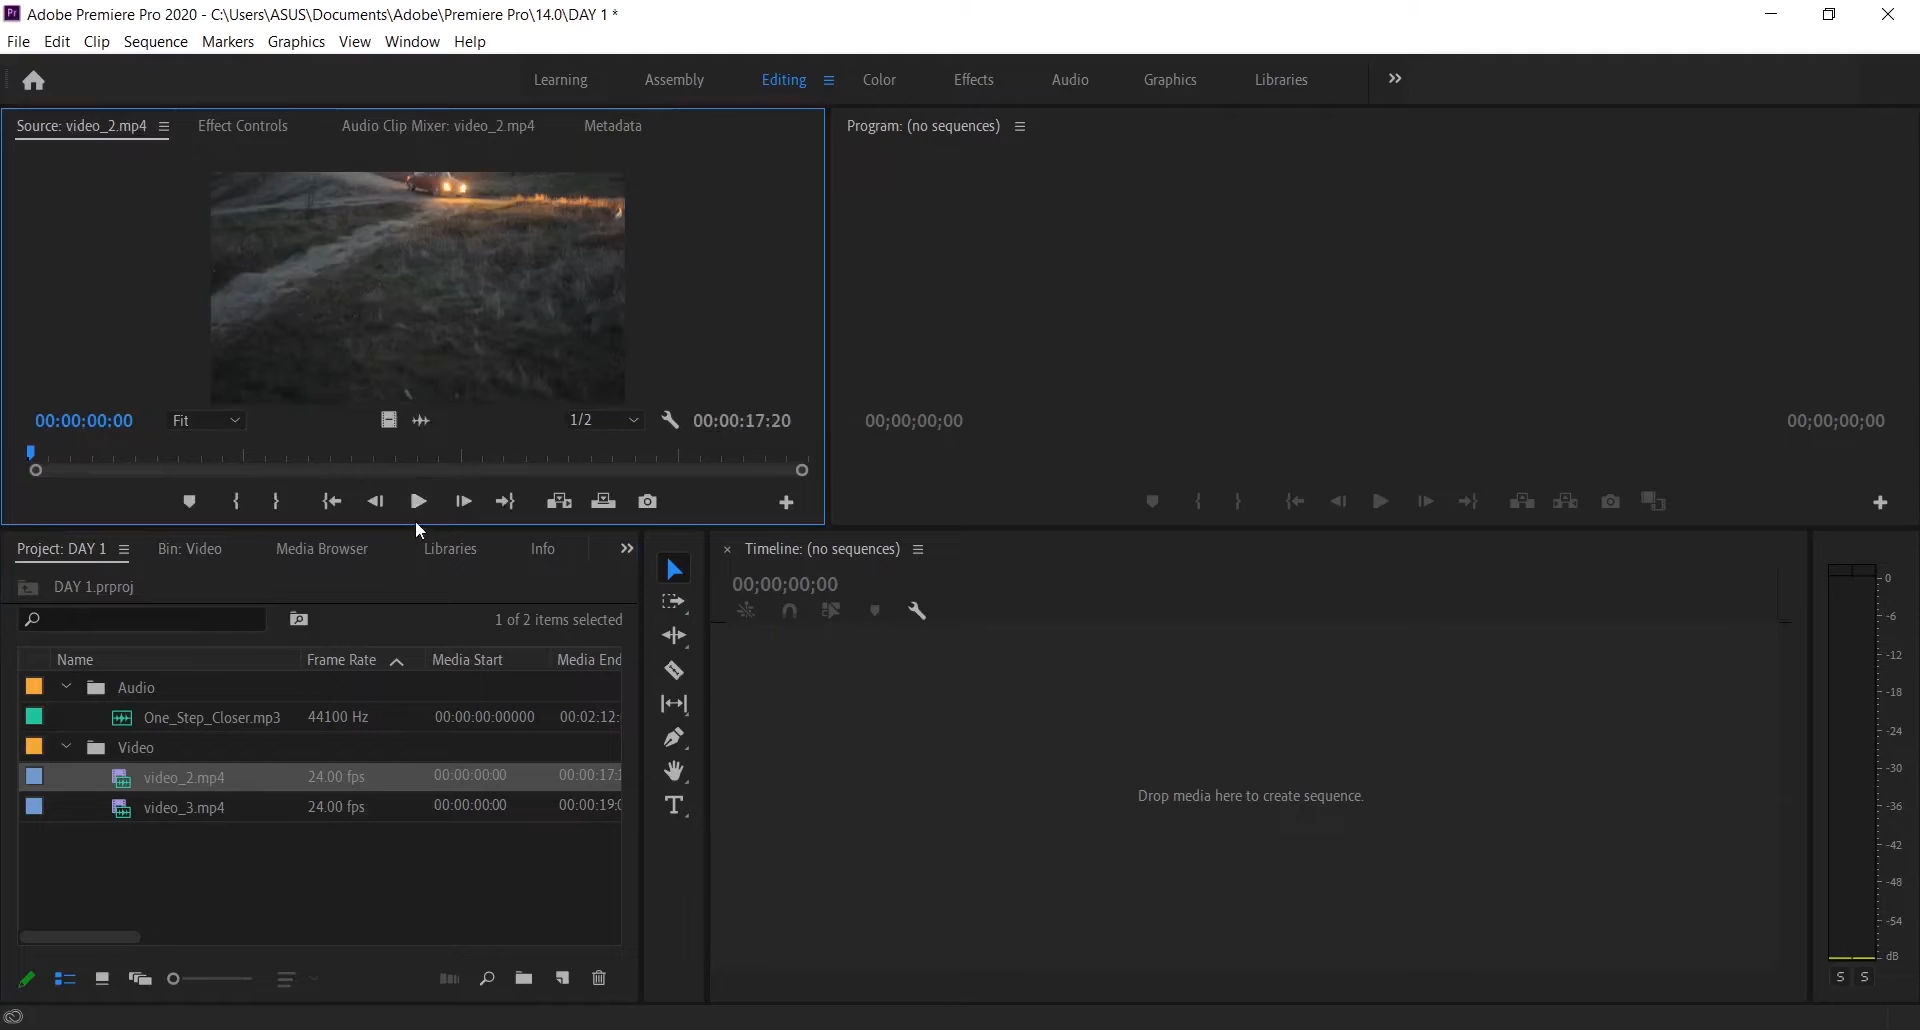 Adobe Premiere Pro 2020 - C:\Users\ASUS\Documents\Adobe\Premiere Pro\14.0\DAY 1 *
File Edit Clip Sequence Markers Graphics View Window Help
Learning Assembly Editing Color Effects Audio Graphics Libraries
Source: video_2.mp4 Effect Controls Audio Clip Mixer: video_2.mp4 Metadata
Program: (no sequences)
00:00:00:00 Fit 1/2 00:00:17:20
00;00;00;00 00;00;00;00
Project: DAY 1 Bin: Video Media Browser Libraries Info
DAY 1.prproj
1 of 2 items selected
Name Frame Rate Media Start Media End
Audio
One_Step_Closer.mp3 44100 Hz 00:00:00:00000 00:02:12:
Video
video_2.mp4 24.00 fps 00:00:00:00 00:00:17:
video_3.mp4 24.00 fps 00:00:00:00 00:00:19:
× Timeline: (no sequences)
00;00;00;00
Drop media here to create sequence.
0
-6
-12
-18
-24
-30
-36
-42
-48
-54
dB
S S